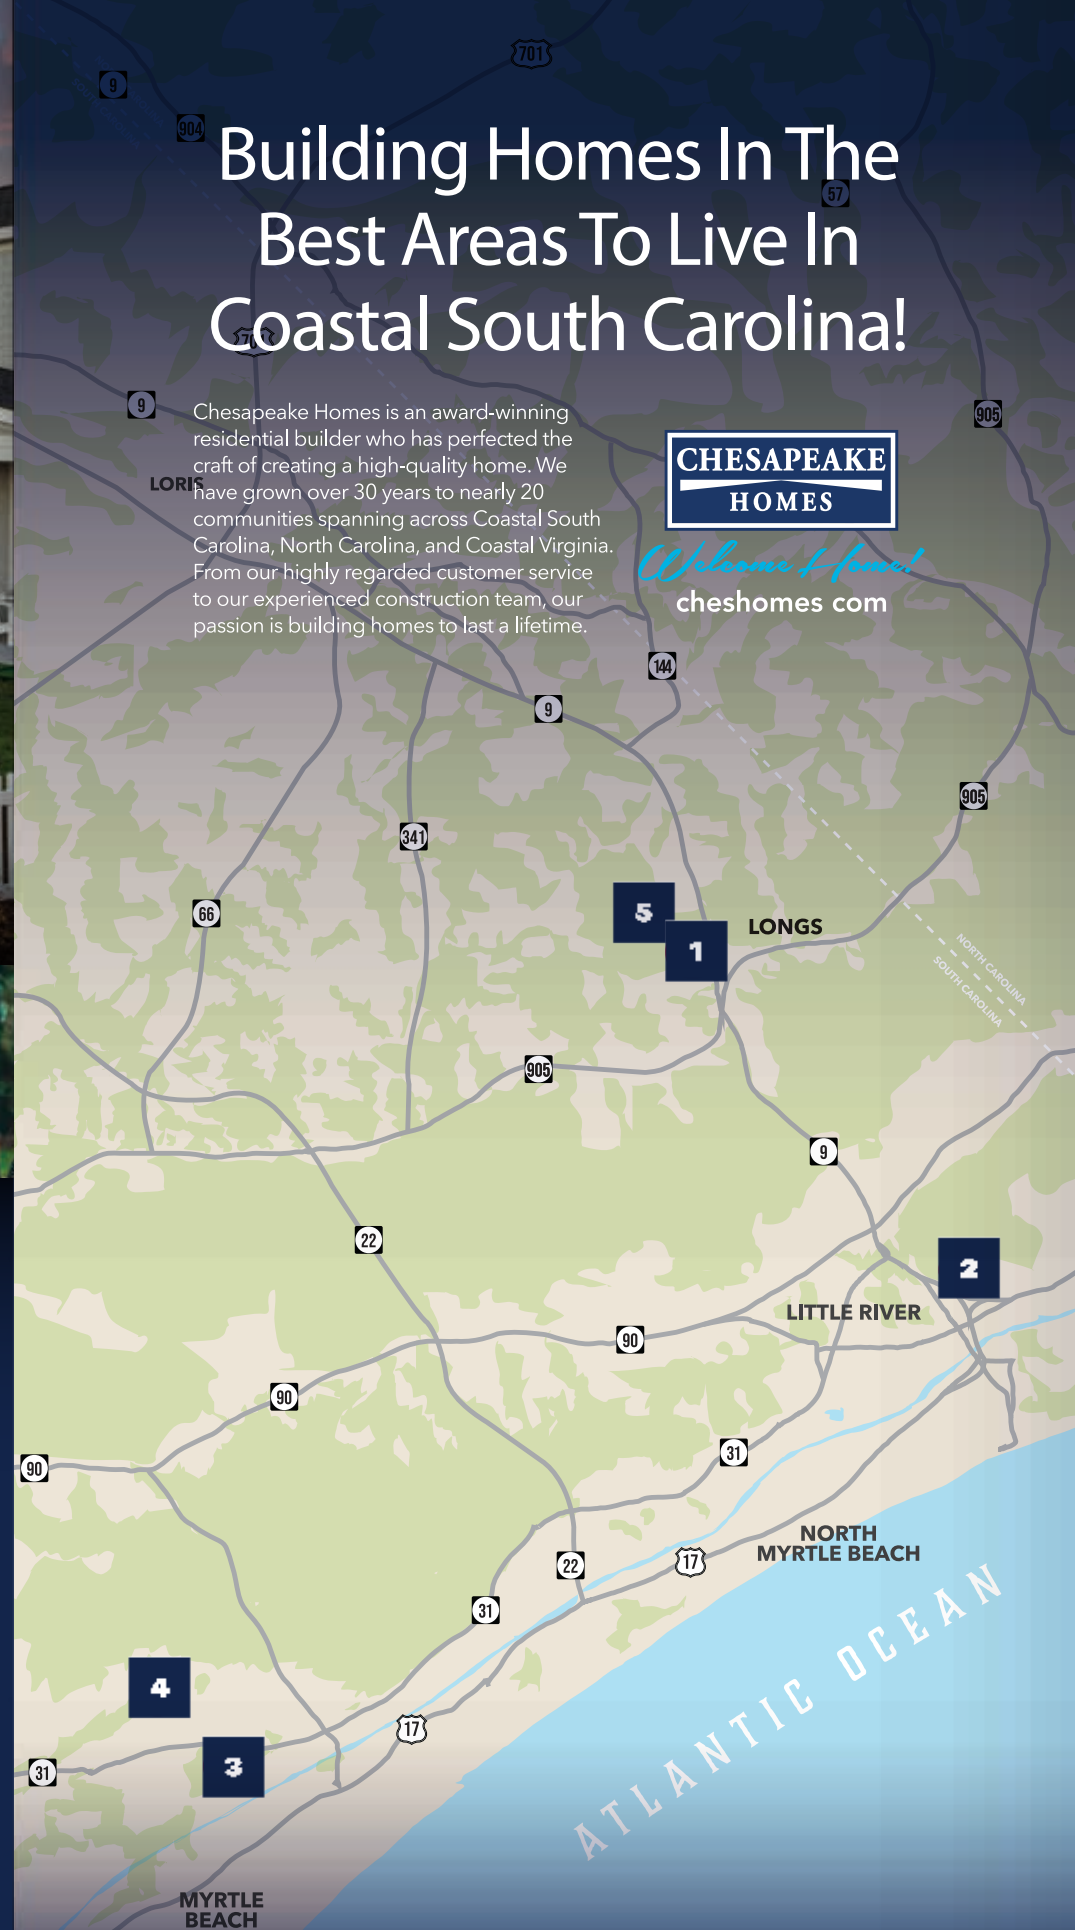 701
9
904
Building Homes In The
57
Best Areas To Live In
Coastal South Carolina!
701
9
905
Chesapeake Homes is an award-winning
residential builder who has perfected the
craft of creating a high-quality home. We
have grown over 30 years to nearly 20
communities spanning across Coastal South
Carolina, North Carolina, and Coastal Virginia.
From our highly regarded customer service
to our experienced construction team, our
passion is building homes to last a lifetime.
CHESAPEAKE
HOMES
Welcome Home!
cheshomes com
LORIS
144
9
905
341
66
5
1
LONGS
NORTH CAROLINA
SOUTH CAROLINA
905
9
22
2
LITTLE RIVER
90
90
90
31
NORTH
MYRTLE BEACH
22
17
31
ATLANTIC OCEAN
4
17
3
31
MYRTLE
BEACH